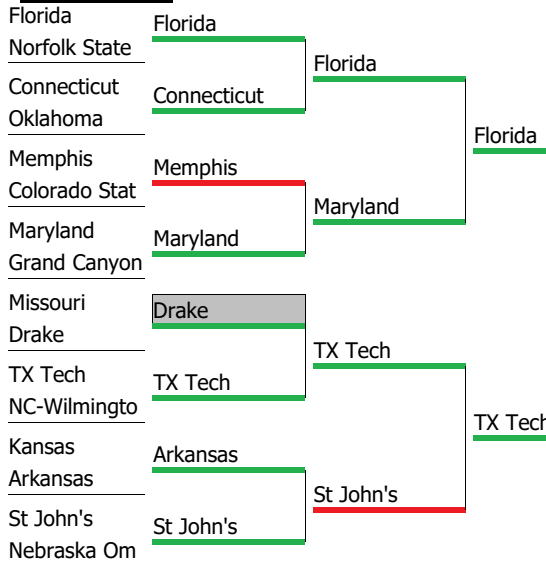 Florida
Norfolk State
Connecticut
Oklahoma
Memphis
Colorado Stat
Maryland
Grand Canyon
Missouri
Drake
TX Tech
NC-Wilmingto
Kansas
Arkansas
St John's
Nebraska Om
Florida
Connecticut
Memphis
Maryland
Drake
TX Tech
Arkansas
St John's
Florida
Maryland
TX Tech
St John's
Florida
TX Tech